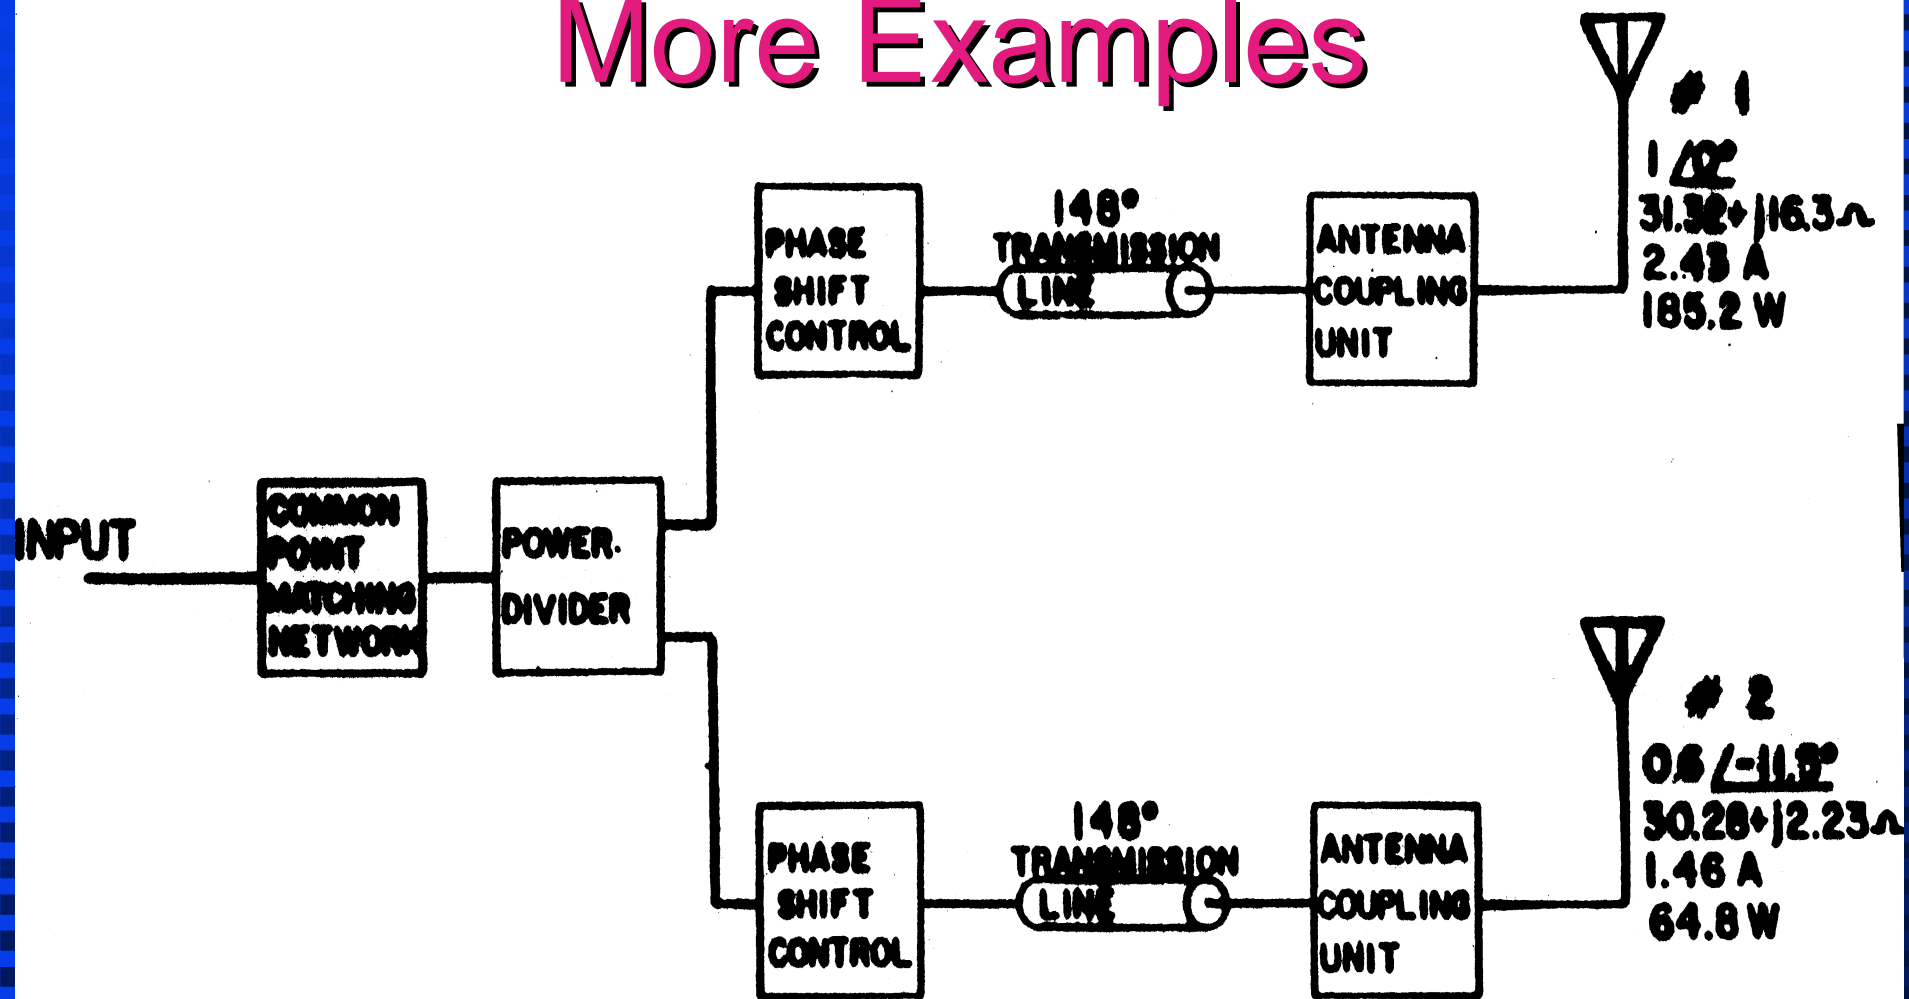 More Examples
# 1
1 /0°
31.32+j16.3Ω
2.43 A
185.2 W
148°
TRANSMISSION
LINE
PHASE
SHIFT
CONTROL
ANTENNA
COUPLING
UNIT
INPUT
COMMON
POINT
MATCHING
NETWORK
POWER
DIVIDER
# 2
0.6 /-11.5°
30.28+j2.23Ω
1.46 A
64.8 W
148°
TRANSMISSION
LINE
PHASE
SHIFT
CONTROL
ANTENNA
COUPLING
UNIT